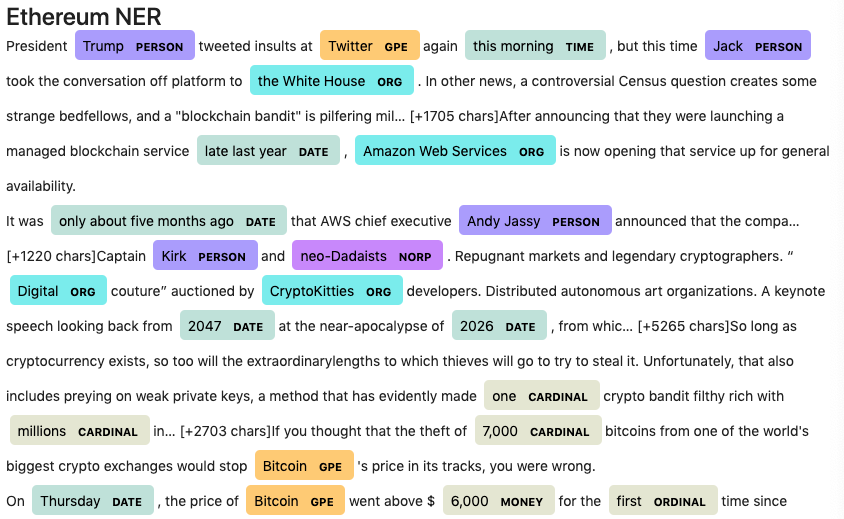 Ethereum NER
President Trump PERSON tweeted insults at Twitter GPE again this morning TIME , but this time Jack PERSON
took the conversation off platform to the White House ORG . In other news, a controversial Census question creates some
strange bedfellows, and a "blockchain bandit" is pilfering mil… [+1705 chars]After announcing that they were launching a
managed blockchain service late last year DATE , Amazon Web Services ORG is now opening that service up for general
availability.
It was only about five months ago DATE that AWS chief executive Andy Jassy PERSON announced that the compa…
[+1220 chars]Captain Kirk PERSON and neo-Dadaists NORP . Repugnant markets and legendary cryptographers. “
Digital ORG couture” auctioned by CryptoKitties ORG developers. Distributed autonomous art organizations. A keynote
speech looking back from 2047 DATE at the near-apocalypse of 2026 DATE , from whic… [+5265 chars]So long as
cryptocurrency exists, so too will the extraordinarylengths to which thieves will go to try to steal it. Unfortunately, that also
includes preying on weak private keys, a method that has evidently made one CARDINAL crypto bandit filthy rich with
millions CARDINAL in… [+2703 chars]If you thought that the theft of 7,000 CARDINAL bitcoins from one of the world's
biggest crypto exchanges would stop Bitcoin GPE 's price in its tracks, you were wrong.
On Thursday DATE , the price of Bitcoin GPE went above $ 6,000 MONEY for the first ORDINAL time since